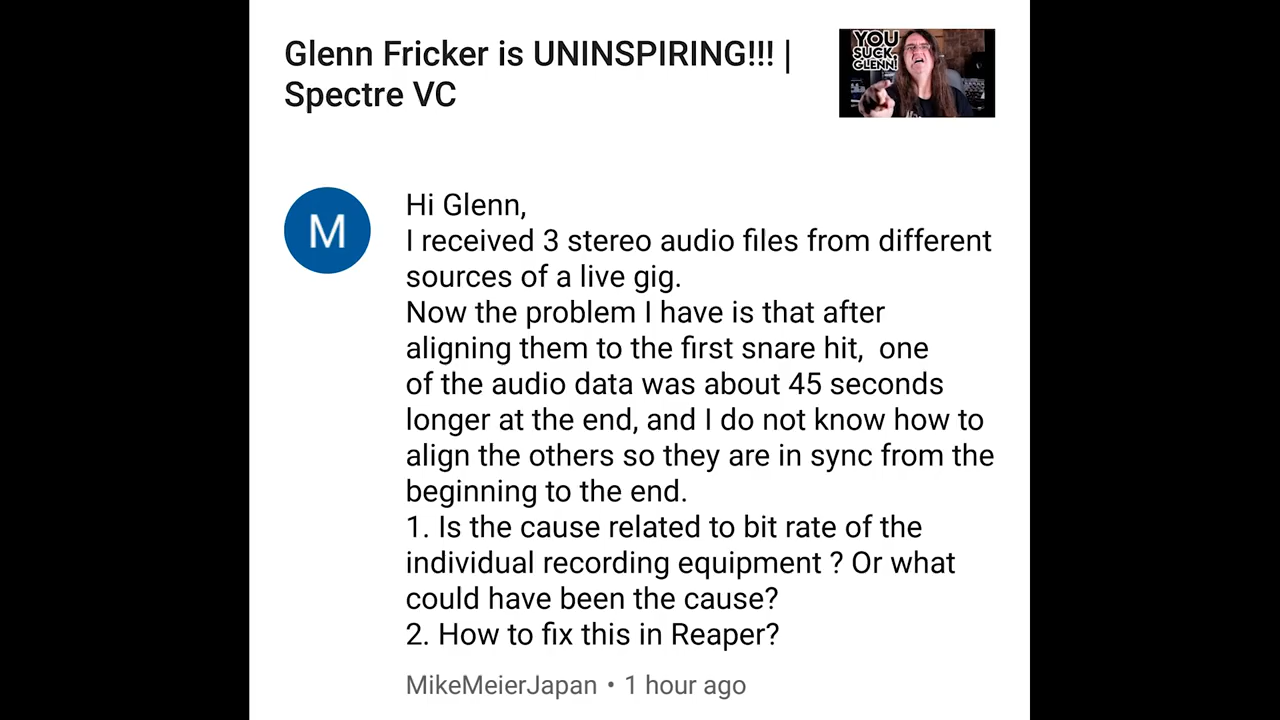 Glenn Fricker is UNINSPIRING!!! |
Spectre VC
YOU
SUCK,
GLENN!
M
Hi Glenn,
I received 3 stereo audio files from different
sources of a live gig.
Now the problem I have is that after
aligning them to the first snare hit,  one
of the audio data was about 45 seconds
longer at the end, and I do not know how to
align the others so they are in sync from the
beginning to the end.
1. Is the cause related to bit rate of the
individual recording equipment ? Or what
could have been the cause?
2. How to fix this in Reaper?
MikeMeierJapan • 1 hour ago